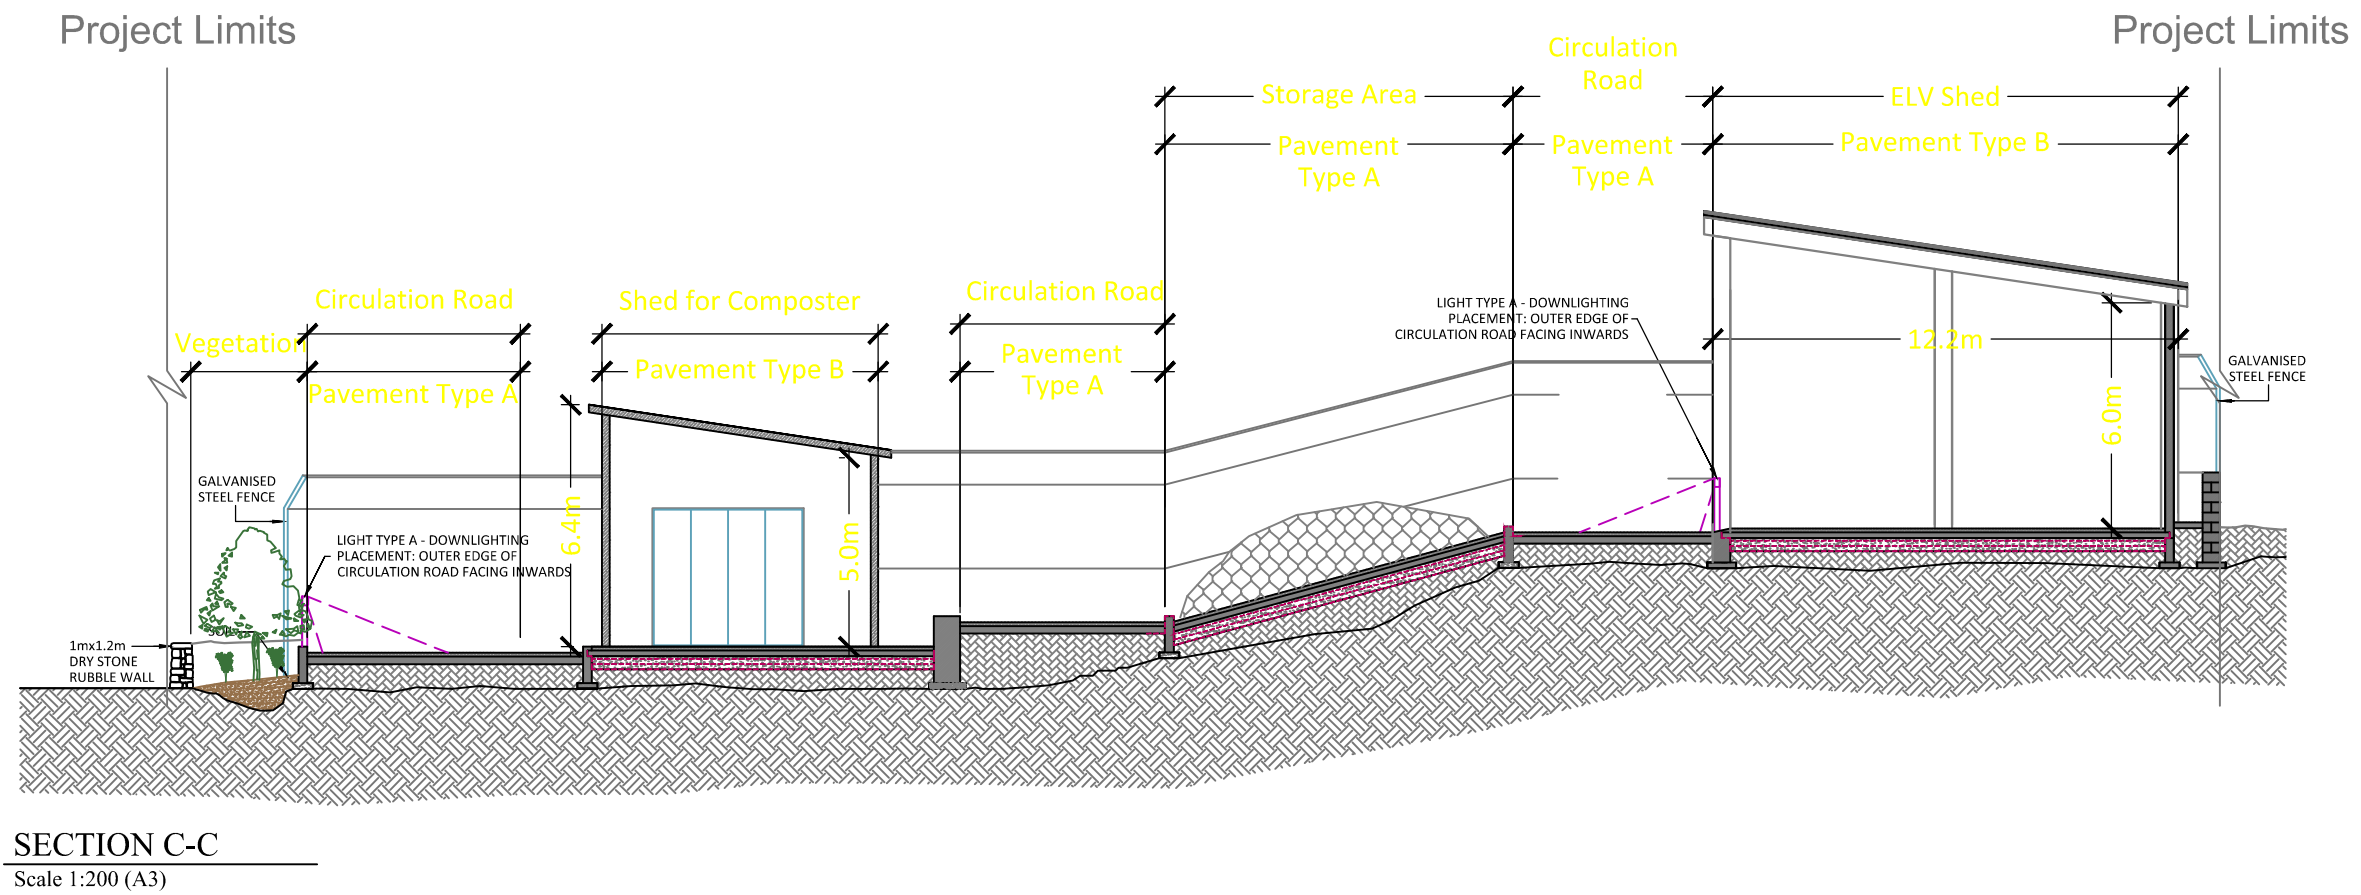 Project Limits
Project Limits
Circulation
Road
Storage Area
ELV Shed
Pavement
Type A
Pavement
Type A
Pavement Type B
Circulation Road
Shed for Composter
Circulation Road
Vegetation
Pavement Type A
Pavement Type B
Pavement
Type A
LIGHT TYPE A - DOWNLIGHTING
PLACEMENT: OUTER EDGE OF
CIRCULATION ROAD FACING INWARDS
12.2m
6.0m
GALVANISED
STEEL FENCE
GALVANISED
STEEL FENCE
6.4m
5.0m
LIGHT TYPE A - DOWNLIGHTING
PLACEMENT: OUTER EDGE OF
CIRCULATION ROAD FACING INWARDS
SOIL
1mx1.2m
DRY STONE
RUBBLE WALL
SECTION C-C
Scale 1:200 (A3)